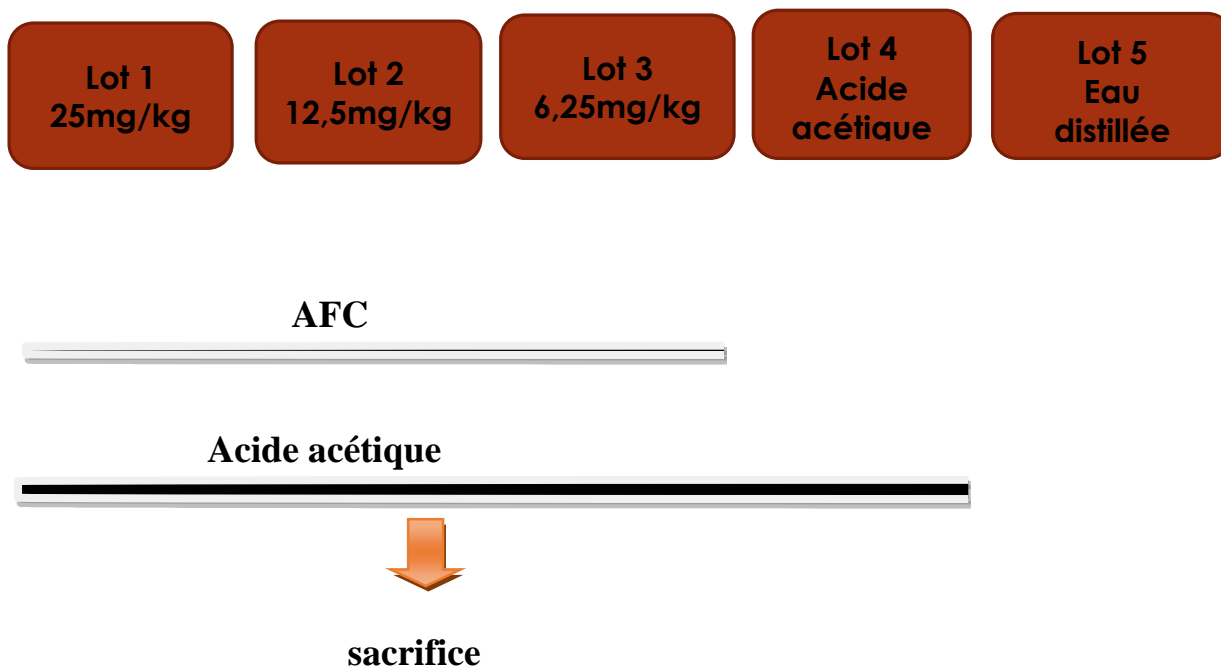 Lot 1
25mg/kg
Lot 2
12,5mg/kg
Lot 3
6,25mg/kg
Lot 4
Acide
acétique
Lot 5
Eau
distillée
AFC
Acide acétique
sacrifice